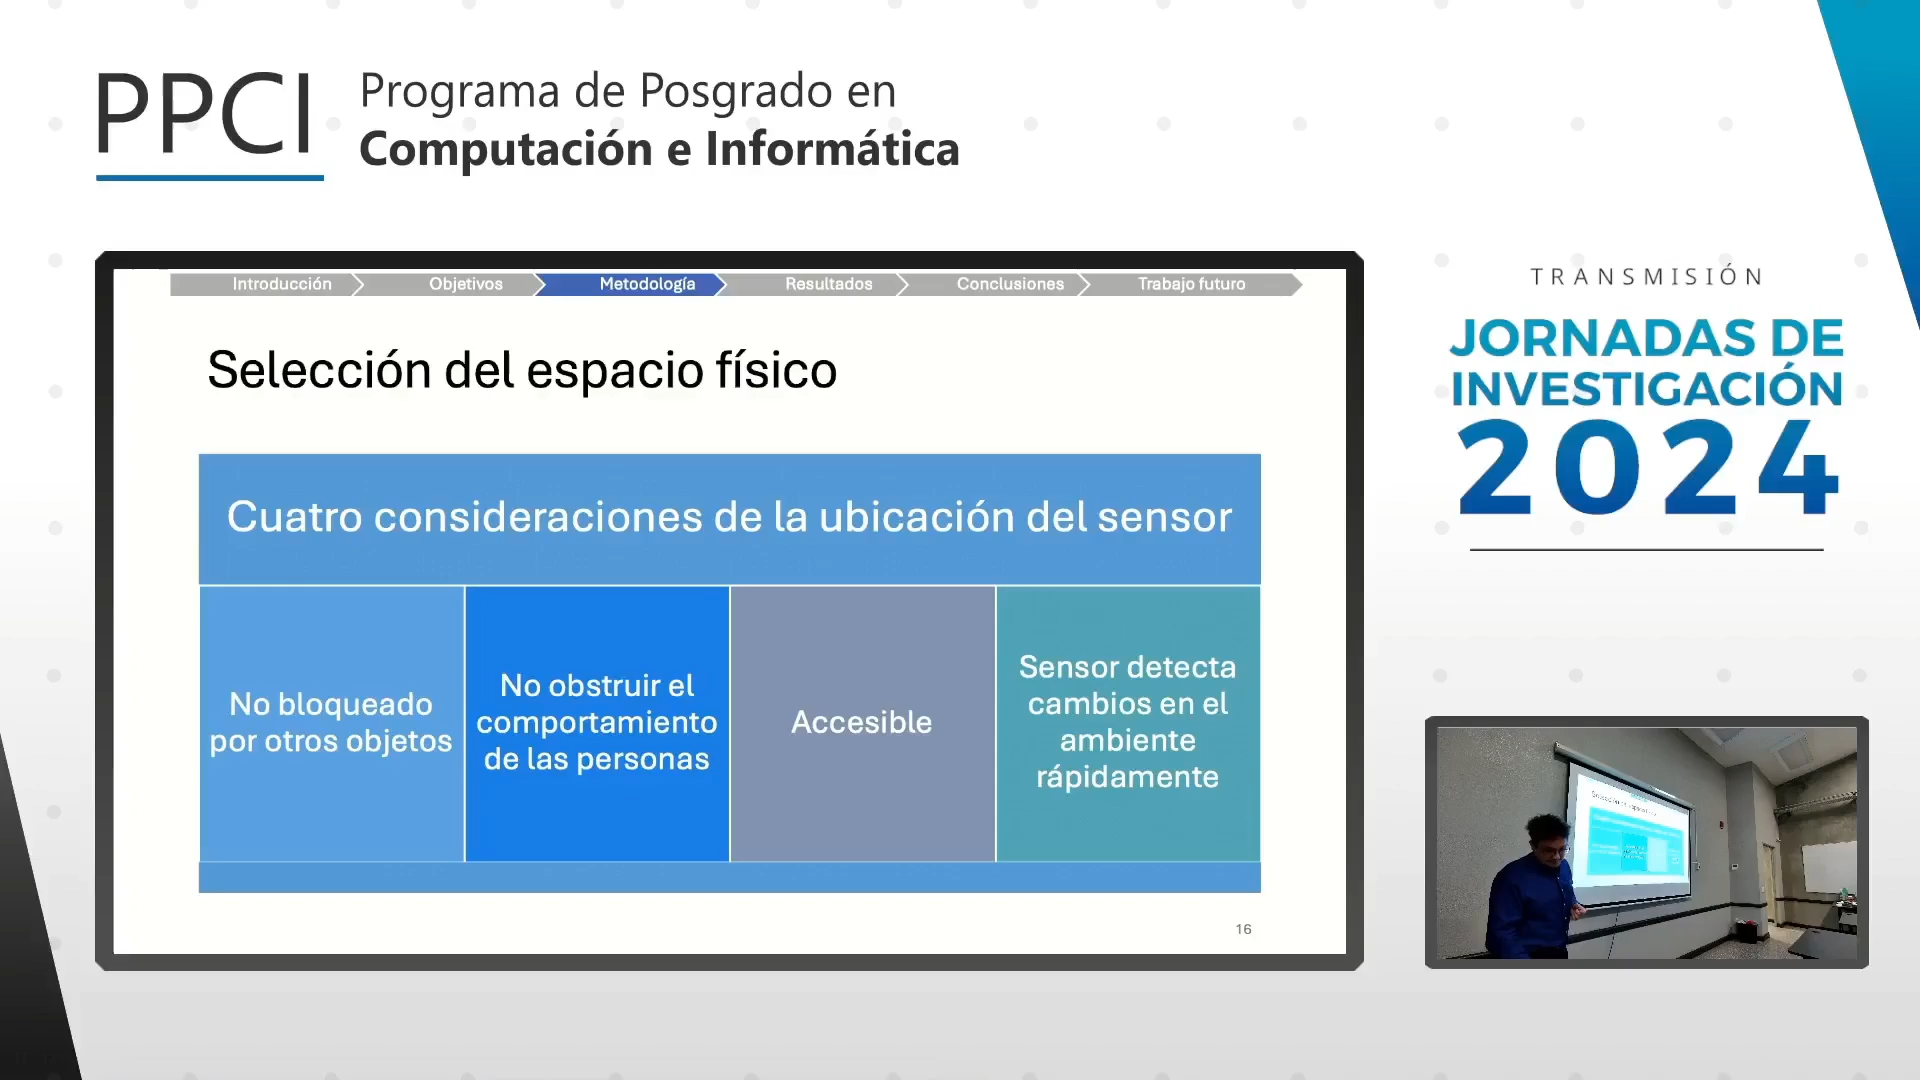 PPCI
Programa de Posgrado en
Computación e Informática
Introducción
Objetivos
Metodología
Resultados
Conclusiones
Trabajo futuro
Selección del espacio físico
Cuatro consideraciones de la ubicación del sensor
No bloqueado
por otros objetos
No obstruir el
comportamiento
de las personas
Accesible
Sensor detecta
cambios en el
ambiente
rápidamente
16
TRANSMISIÓN
JORNADAS DE
INVESTIGACIÓN
2024